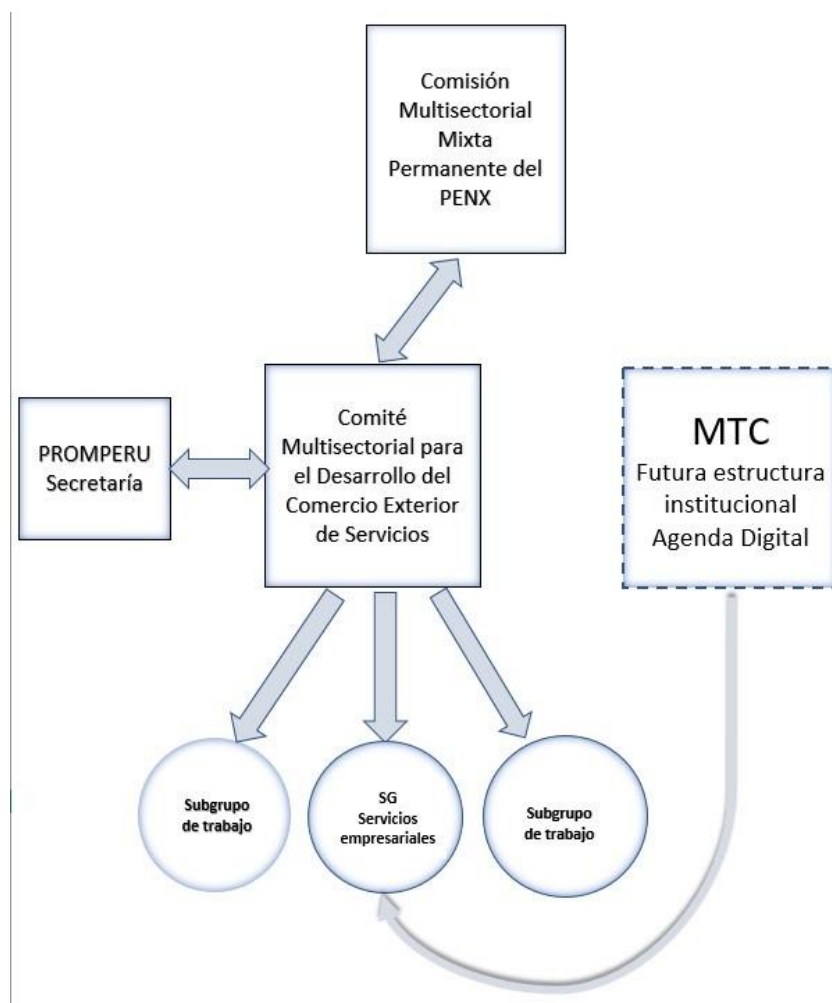 Comisión
Multisectorial
Mixta
Permanente del
PENX
PROMPERU
Secretaría
Comité
Multisectorial para
el Desarrollo del
Comercio Exterior
de Servicios
MTC
Futura estructura
institucional
Agenda Digital
Subgrupo
de trabajo
SG
Servicios
empresariales
Subgrupo
de trabajo